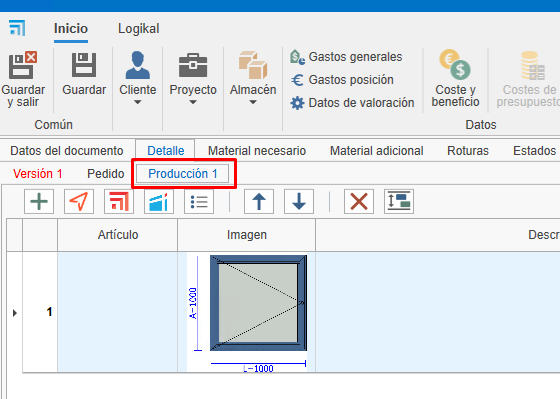 Inicio Logikal
Guardar y salir
Guardar
Cliente
Proyecto
Almacén
Gastos generales
Gastos posición
Datos de valoración
Coste y beneficio
Costes de presupuesto
Común
Datos
Datos del documento Detalle Material necesario Material adicional Roturas Estados
Versión 1 Pedido Producción 1
Artículo Imagen Descr
1
A-1000
L-1000